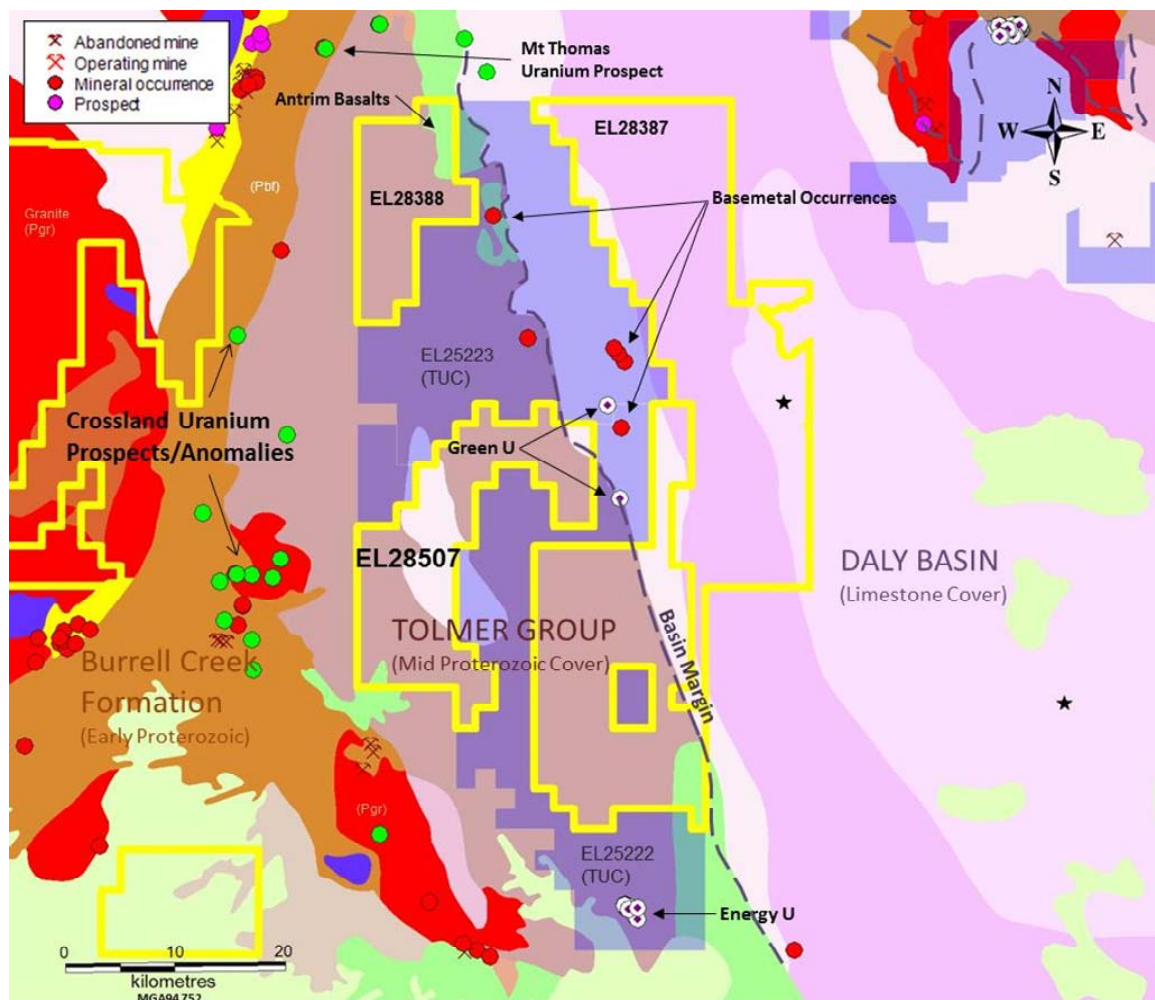 Abandoned mine
Operating mine
Mineral occurrence
Prospect
Mt Thomas
Uranium Prospect
Antrim Basalts
EL28387
N
W
E
S
(Pbf)
EL28388
Basemetal Occurrences
Granite
(Pgr)
EL25223
(TUC)
Crossland Uranium
Prospects/Anomalies
Green U
EL28507
DALY BASIN
(Limestone Cover)
TOLMER GROUP
(Mid Proterozoic Cover)
Basin Margin
Burrell Creek
Formation
(Early Proterozoic)
(Pgr)
EL25222
(TUC)
Energy U
0 10 20
kilometres
MGA94 Z52